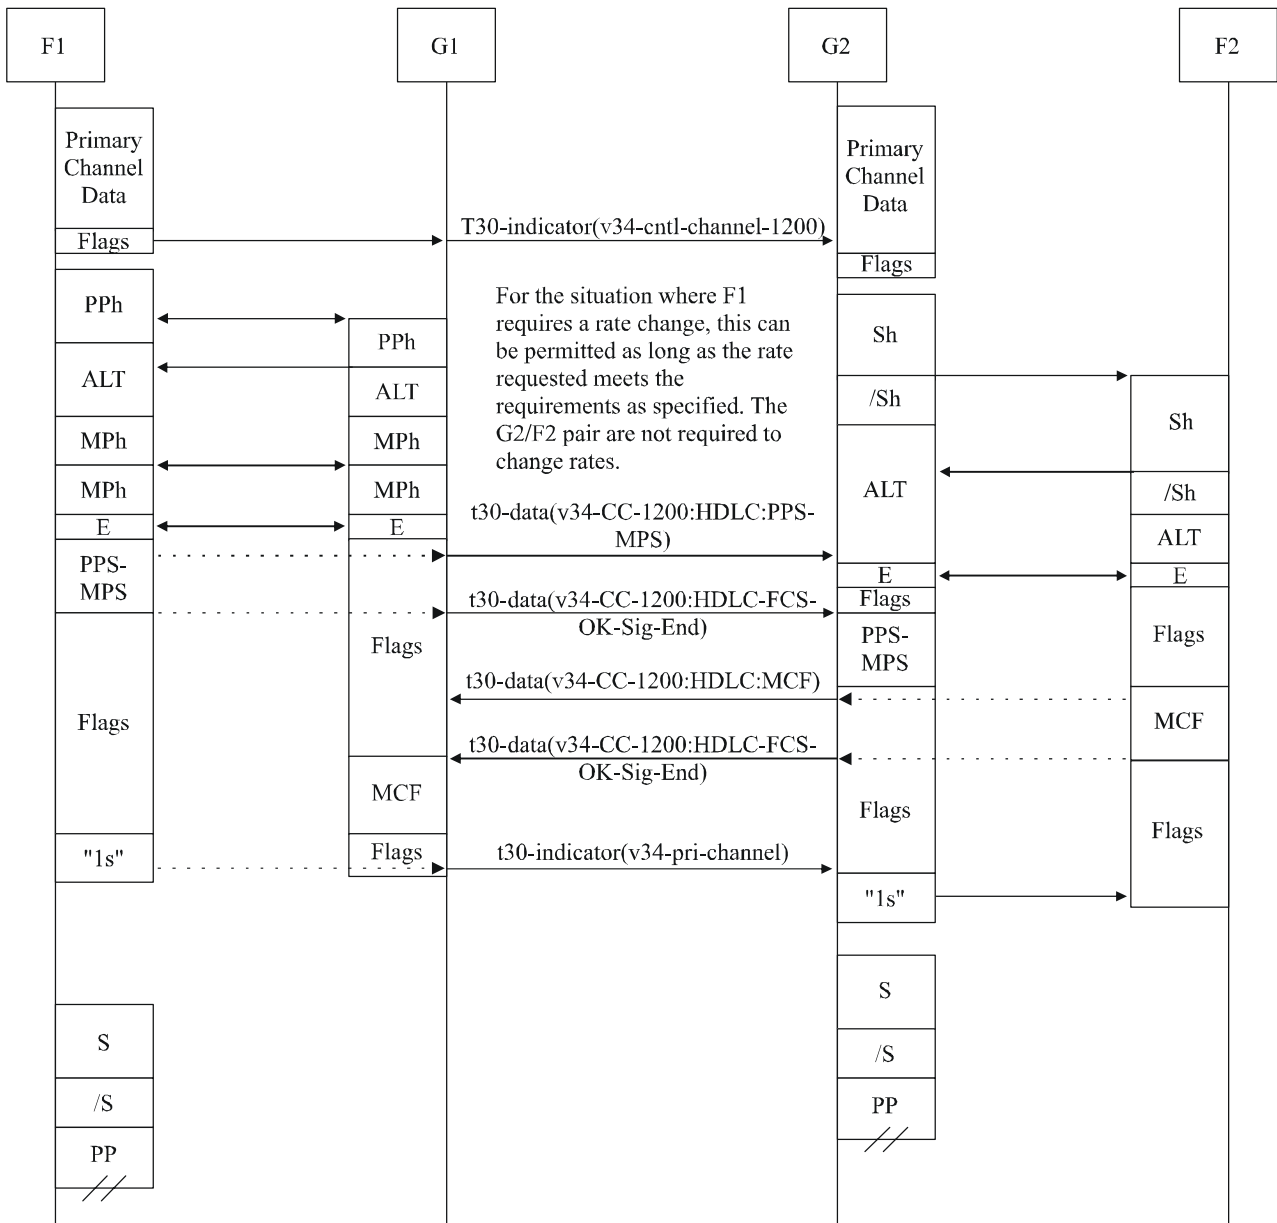 F1
G1
G2
F2
Primary
Channel
Data
Flags
T30-indicator(v34-cntl-channel-1200)
Primary
Channel
Data
Flags
PPh
ALT
MPh
MPh
E
PPS-
MPS
Flags
"1s"
S
/S
PP
PPh
ALT
MPh
MPh
E
Flags
MCF
Flags
For the situation where F1
requires a rate change, this can
be permitted as long as the rate
requested meets the
requirements as specified. The
G2/F2 pair are not required to
change rates.
t30-data(v34-CC-1200:HDLC:PPS-
MPS)
t30-data(v34-CC-1200:HDLC-FCS-
OK-Sig-End)
t30-data(v34-CC-1200:HDLC:MCF)
t30-data(v34-CC-1200:HDLC-FCS-
OK-Sig-End)
t30-indicator(v34-pri-channel)
Sh
/Sh
ALT
E
Flags
PPS-
MPS
Flags
"1s"
S
/S
PP
Sh
/Sh
ALT
E
Flags
MCF
Flags